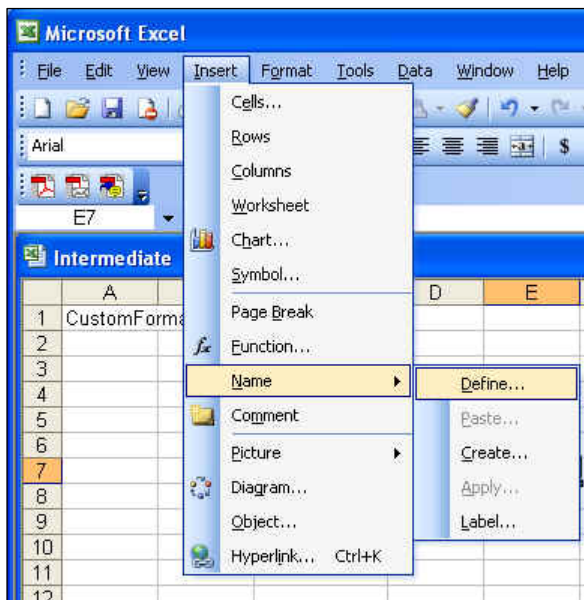 Microsoft Excel
File Edit View Insert Format Tools Data Window Help
Cells...
Arial $
Rows
Columns
E7
Worksheet
Chart...
Intermediate
Symbol...
A D E
Page Break
1 CustomForma
2
Function...
3
Name Define...
4
Comment Paste...
5
6
Picture Create...
7
Diagram... Apply...
8
9
Object... Label...
10
Hyperlink... Ctrl+K
11
12